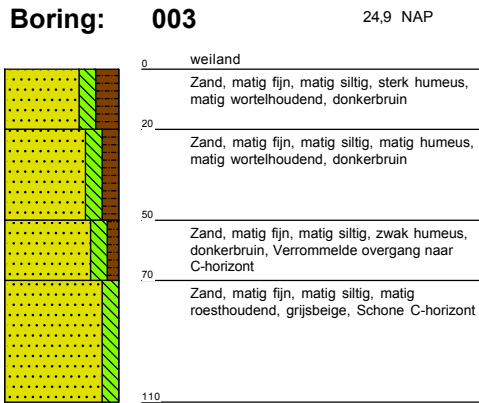 Boring: 003 24,9 NAP
0 weiland
Zand, matig fijn, matig siltig, sterk humeus,
matig wortelhoudend, donkerbruin
20
Zand, matig fijn, matig siltig, matig humeus,
matig wortelhoudend, donkerbruin
50
Zand, matig fijn, matig siltig, zwak humeus,
donkerbruin, Verrommelde overgang naar
C-horizont
70
Zand, matig fijn, matig siltig, matig
roesthoudend, grijsbeige, Schone C-horizont
110